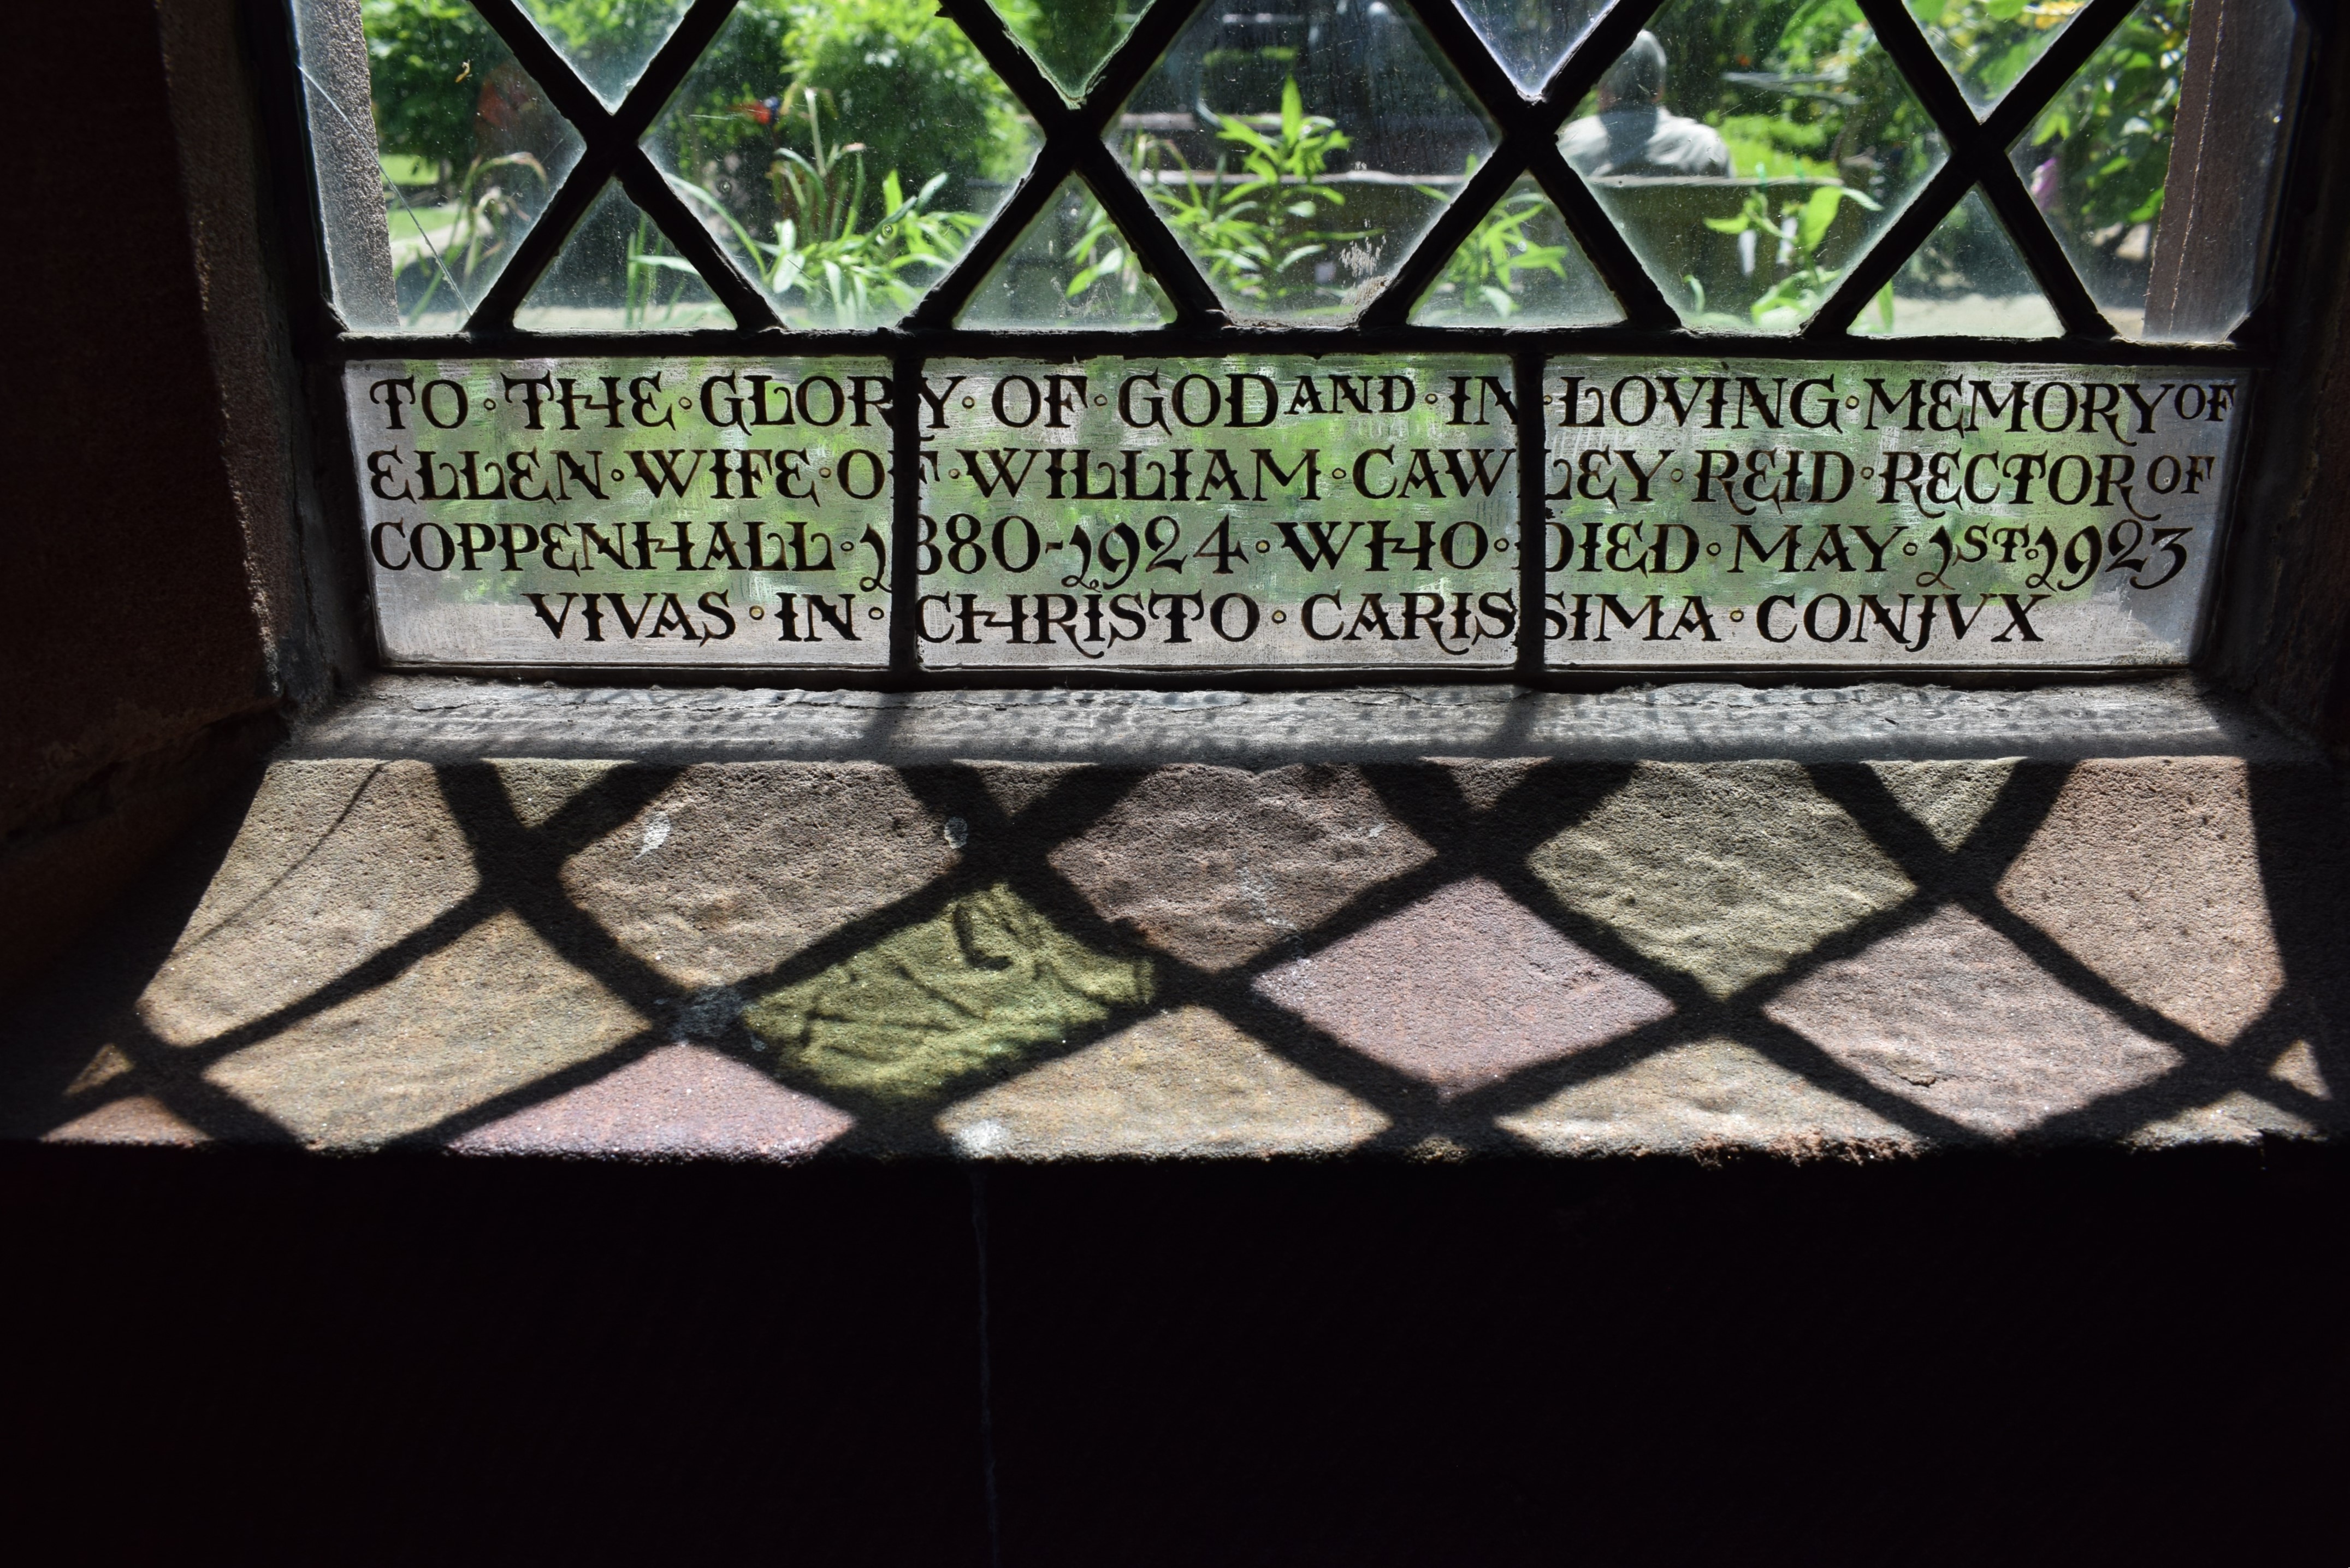 TO · THE · GLORY · OF · GOD AND · IN · LOVING · MEMORY OF
ELLEN · WIFE · OF · WILLIAM · CAWLEY · REID · RECTOR OF
COPPENHALL · 1880-1924 · WHO · DIED · MAY · 1ST · 1923
VIVAS · IN · CHRISTO · CARISSIMA · CONJVX